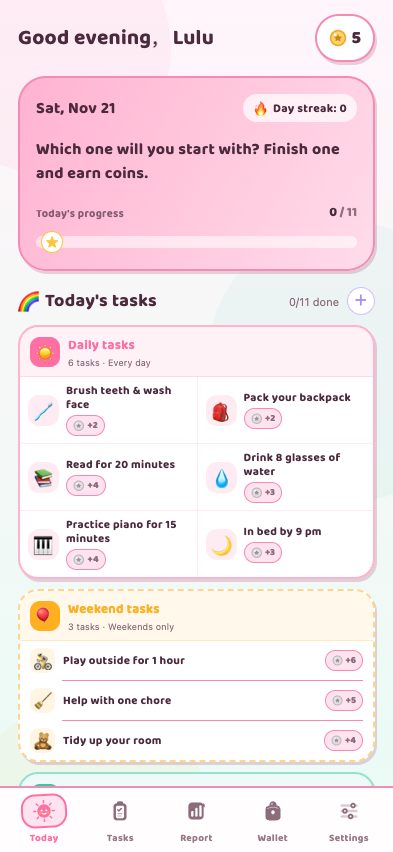 Good evening, Lulu
5
Sat, Nov 21
Day streak: 0
Which one will you start with? Finish one
and earn coins.
Today's progress
0 / 11
Today's tasks
0/11 done
Daily tasks
6 tasks · Every day
Brush teeth & wash
face
+2
Pack your backpack
+2
Read for 20 minutes
+4
Drink 8 glasses of
water
+3
Practice piano for 15
minutes
+4
In bed by 9 pm
+3
Weekend tasks
3 tasks · Weekends only
Play outside for 1 hour
+6
Help with one chore
+5
Tidy up your room
+4
Today
Tasks
Report
Wallet
Settings